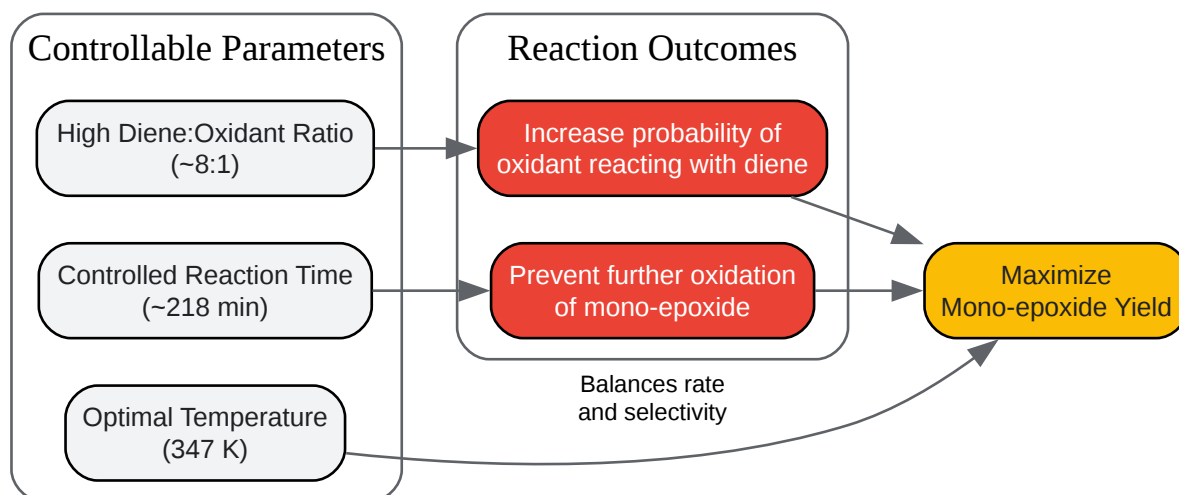 Controllable Parameters
High Diene:Oxidant Ratio
(~8:1)
Controlled Reaction Time
(~218 min)
Optimal Temperature
(347 K)
Reaction Outcomes
Increase probability of
oxidant reacting with diene
Prevent further oxidation
of mono-epoxide
Balances rate
and selectivity
Maximize
Mono-epoxide Yield